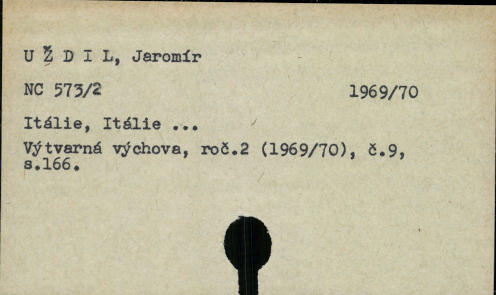 U Ž D I L, Jaromír
NC 573/2 1969/70
Itálie, Itálie ...
Výtvarná výchova, roč.2 (1969/70), č.9,
s.166.